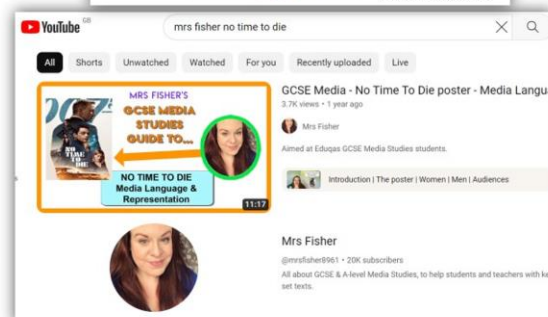 YouTube GB
mrs fisher no time to die
All Shorts Unwatched Watched For you Recently uploaded Live
007
MRS FISHER'S
GCSE MEDIA
STUDIES
GUIDE TO...
NO
TIME
TO
DIE
NO TIME TO DIE
Media Language &
Representation
11:17
GCSE Media - No Time To Die poster - Media Langu
3.7K views • 1 year ago
Mrs Fisher
Aimed at Eduqas GCSE Media Studies students.
Introduction | The poster | Women | Men | Audiences
Mrs Fisher
@mrsfisher8961 • 20K subscribers
All about GCSE & A-level Media Studies, to help students and teachers with
set texts.